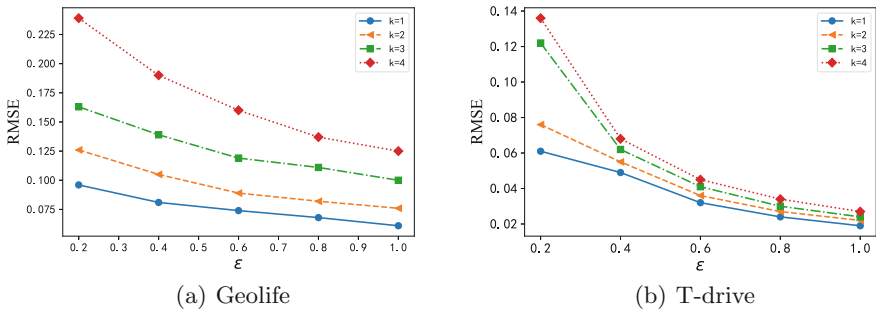 k=1
k=2
k=3
k=4
0.225
0.200
0.175
0.150
0.125
0.100
0.075
RMSE
0.2 0.3 0.4 0.5 0.6 0.7 0.8 0.9 1.0
ε
(a) Geolife
k=1
k=2
k=3
k=4
0.14
0.12
0.10
0.08
0.06
0.04
0.02
RMSE
0.2 0.4 0.6 0.8 1.0
ε
(b) T-drive